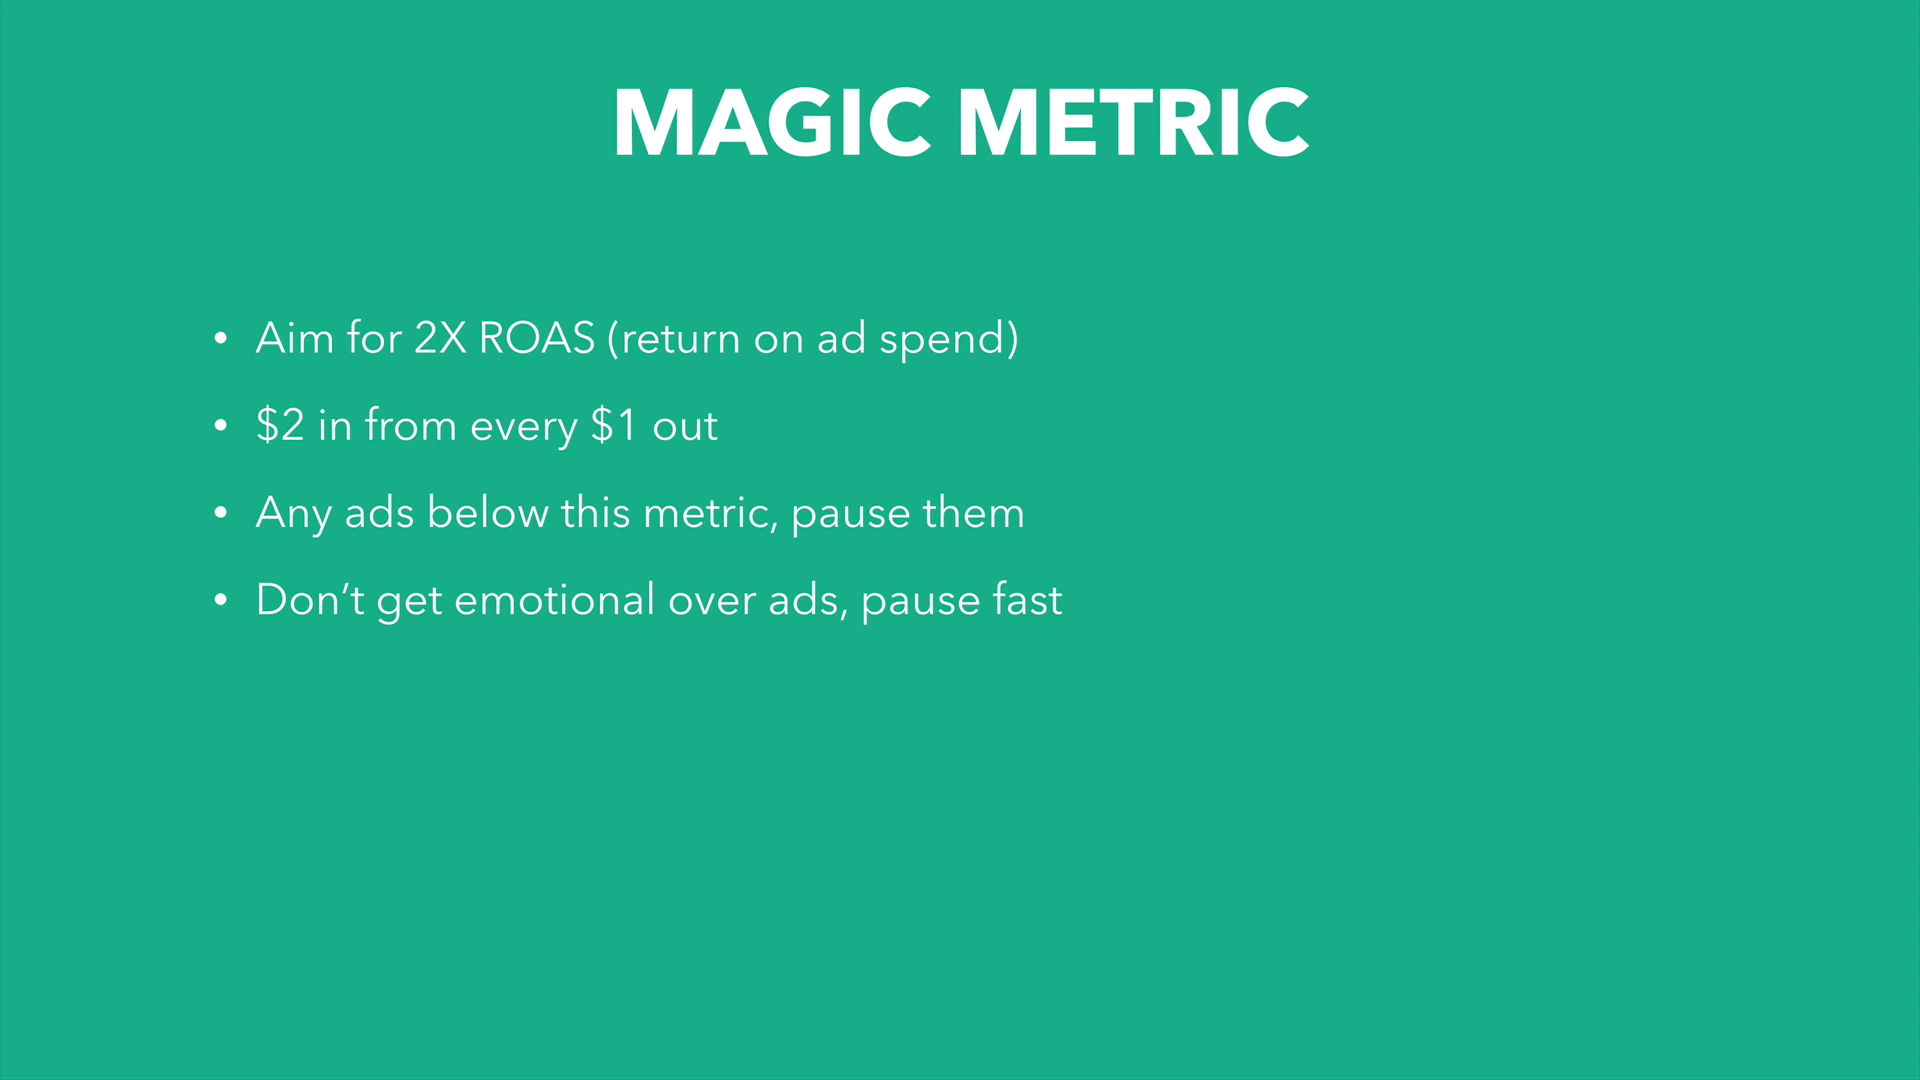 MAGIC METRIC
• Aim for 2X ROAS (return on ad spend)
• $2 in from every $1 out
• Any ads below this metric, pause them
• Don’t get emotional over ads, pause fast